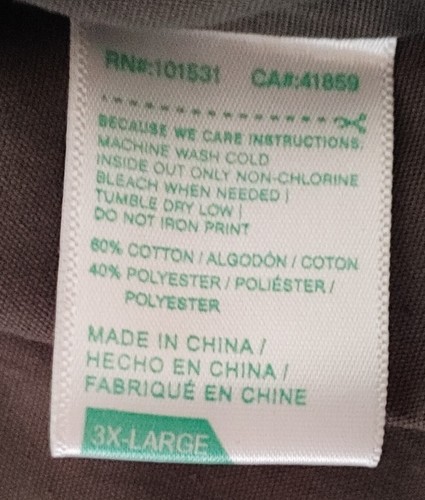 RN#:101531 CA#:41859
BECAUSE WE CARE INSTRUCTIONS:
MACHINE WASH COLD
INSIDE OUT ONLY NON-CHLORINE
BLEACH WHEN NEEDED |
TUMBLE DRY LOW |
DO NOT IRON PRINT
60% COTTON / ALGODÓN / COTON
40% POLYESTER / POLIÉSTER /
POLYESTER
MADE IN CHINA /
HECHO EN CHINA /
FABRIQUÉ EN CHINE
3X-LARGE